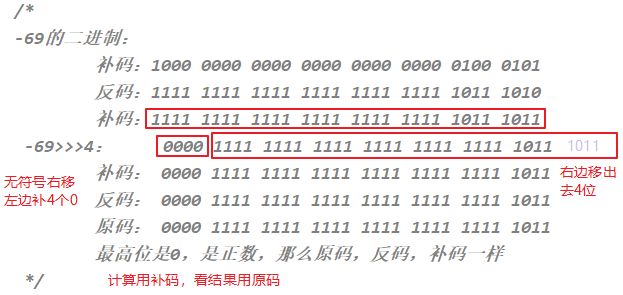 /*
-69的二进制：
补码：1000 0000 0000 0000 0000 0000 0100 0101
反码：1111 1111 1111 1111 1111 1111 1011 1010
补码：1111 1111 1111 1111 1111 1111 1011 1011
-69>>>4： 0000 1111 1111 1111 1111 1111 1111 1011 1011
无符号右移
左边补4个0
补码：0000 1111 1111 1111 1111 1111 1111 1011
反码：0000 1111 1111 1111 1111 1111 1111 1011
原码：0000 1111 1111 1111 1111 1111 1111 1011
右边移出
去4位
最高位是0，是正数，那么原码，反码，补码一样
*/
计算用补码，看结果用原码